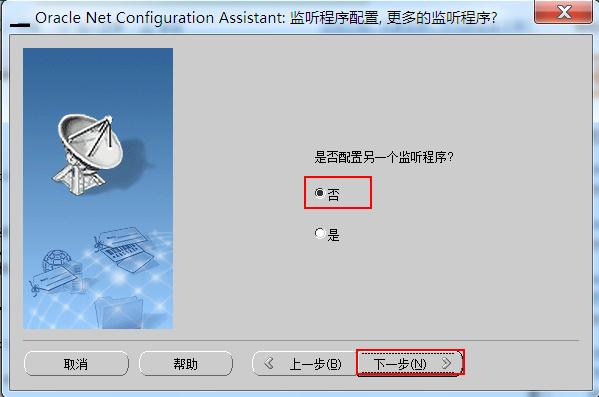 Oracle Net Configuration Assistant: 监听程序配置, 更多的监听程序?
是否配置另一个监听程序?
否
是
取消 帮助 上一步(B) 下一步(N)